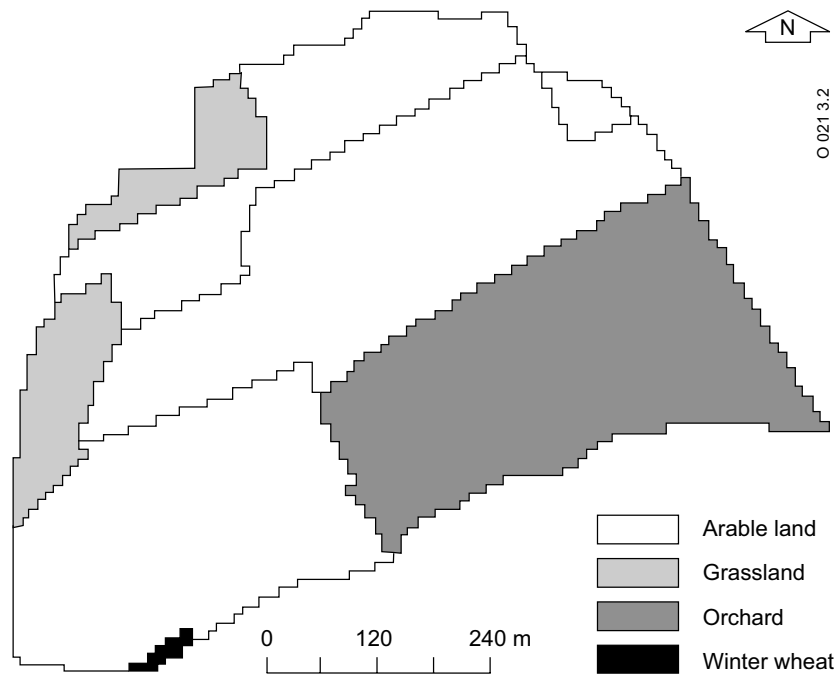 N
O 021 3.2
Arable land
Grassland
Orchard
Winter wheat
0 120 240 m